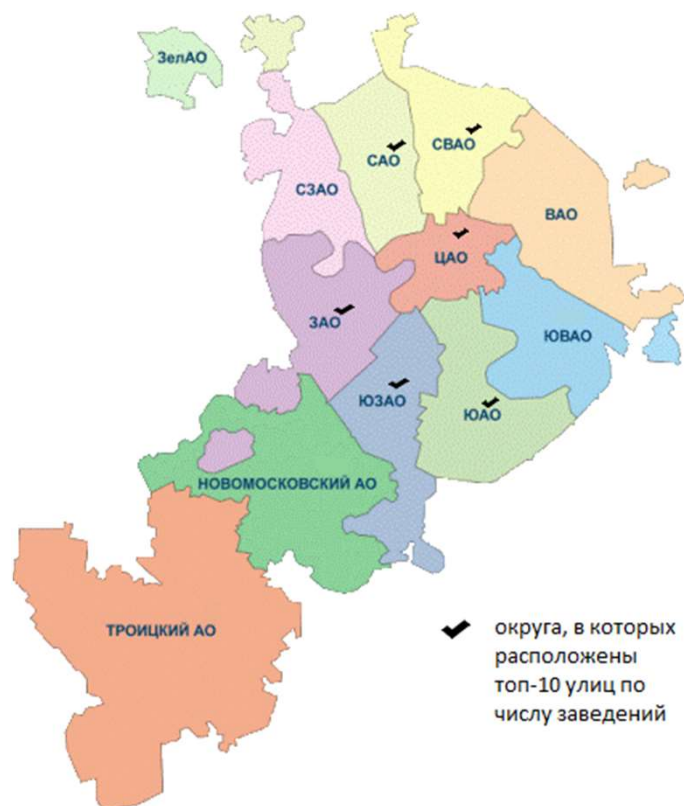 ЗелАО
САО
СВАО
СЗАО
ВАО
ЦАО
ЗАО
ЮВАО
ЮЗАО
ЮАО
НОВОМОСКОВСКИЙ АО
ТРОИЦКИЙ АО
округа, в которых
расположены
топ-10 улиц по
числу заведений